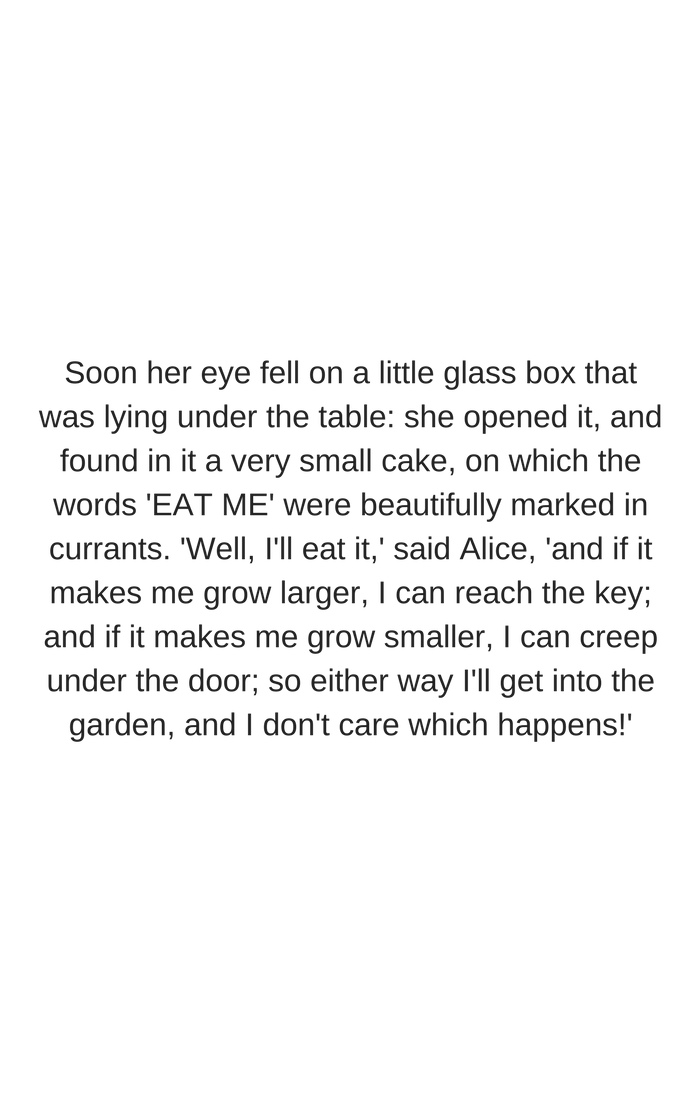 Soon her eye fell on a little glass box that
was lying under the table: she opened it, and
found in it a very small cake, on which the
words 'EAT ME' were beautifully marked in
currants. 'Well, I'll eat it,' said Alice, 'and if it
makes me grow larger, I can reach the key;
and if it makes me grow smaller, I can creep
under the door; so either way I'll get into the
garden, and I don't care which happens!'